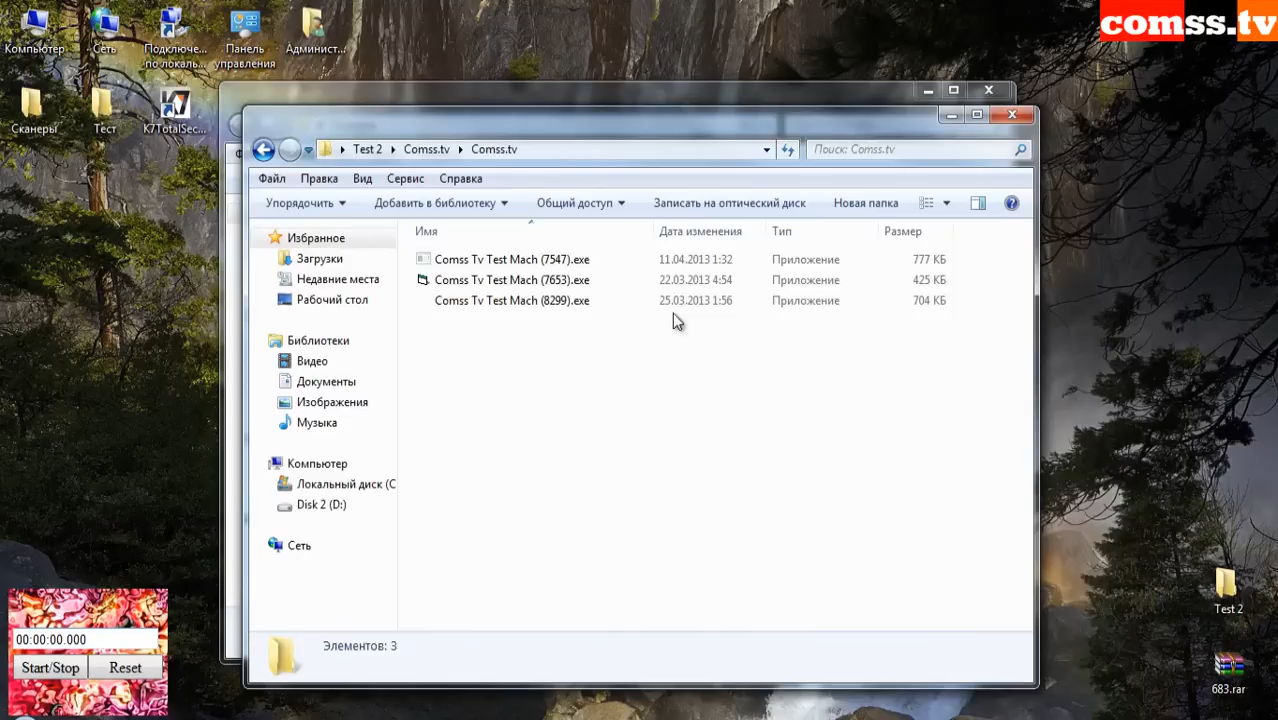 comss.tv
Компьютер
Сеть
Подключе... по локаль...
Панель управления
Админист...
Сканеры
Тест
K7TotalSec...
Test 2
Comss.tv
Comss.tv
Поиск: Comss.tv
Файл Правка Вид Сервис Справка
Упорядочить Добавить в библиотеку Общий доступ Записать на оптический диск Новая папка
Имя Дата изменения Тип Размер
Comss Tv Test Mach (7547).exe 11.04.2013 1:32 Приложение 777 КБ
Comss Tv Test Mach (7653).exe 22.03.2013 4:54 Приложение 425 КБ
Comss Tv Test Mach (8299).exe 25.03.2013 1:56 Приложение 704 КБ
Избранное
Загрузки
Недавние места
Рабочий стол
Библиотеки
Видео
Документы
Изображения
Музыка
Компьютер
Локальный диск (C
Disk 2 (D:)
Сеть
Элементов: 3
00:00:00.000
Start/Stop Reset
Test 2
683.rar